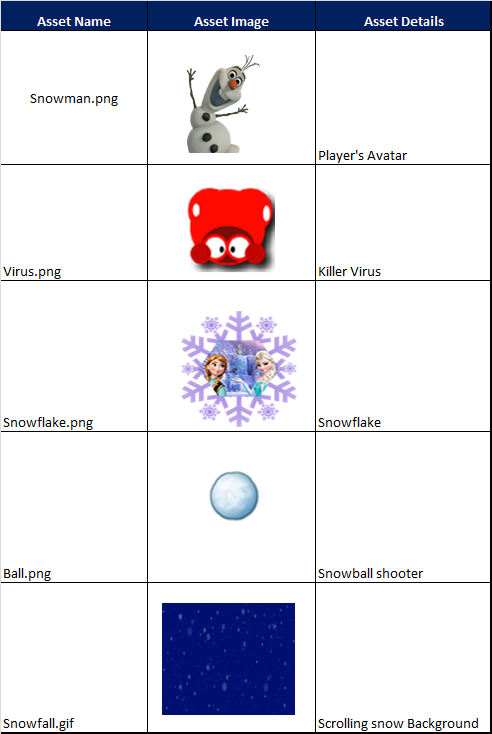 Asset Name Asset Image Asset Details
Snowman.png Player's Avatar
Virus.png Killer Virus
Snowflake.png Snowflake
Ball.png Snowball shooter
Snowfall.gif Scrolling snow Background